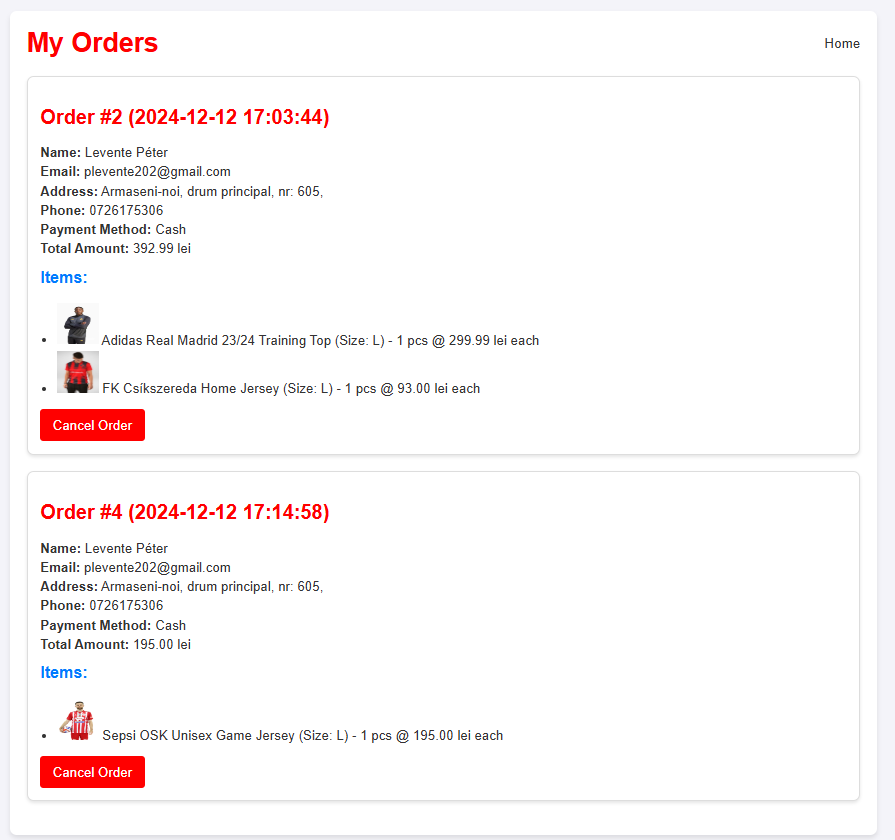 My Orders
Home
Order #2 (2024-12-12 17:03:44)
Name: Levente Péter
Email: plevente202@gmail.com
Address: Armaseni-noi, drum principal, nr: 605,
Phone: 0726175306
Payment Method: Cash
Total Amount: 392.99 lei
Items:
Adidas Real Madrid 23/24 Training Top (Size: L) - 1 pcs @ 299.99 lei each
FK Csíkszereda Home Jersey (Size: L) - 1 pcs @ 93.00 lei each
Cancel Order
Order #4 (2024-12-12 17:14:58)
Name: Levente Péter
Email: plevente202@gmail.com
Address: Armaseni-noi, drum principal, nr: 605,
Phone: 0726175306
Payment Method: Cash
Total Amount: 195.00 lei
Items:
Sepsi OSK Unisex Game Jersey (Size: L) - 1 pcs @ 195.00 lei each
Cancel Order